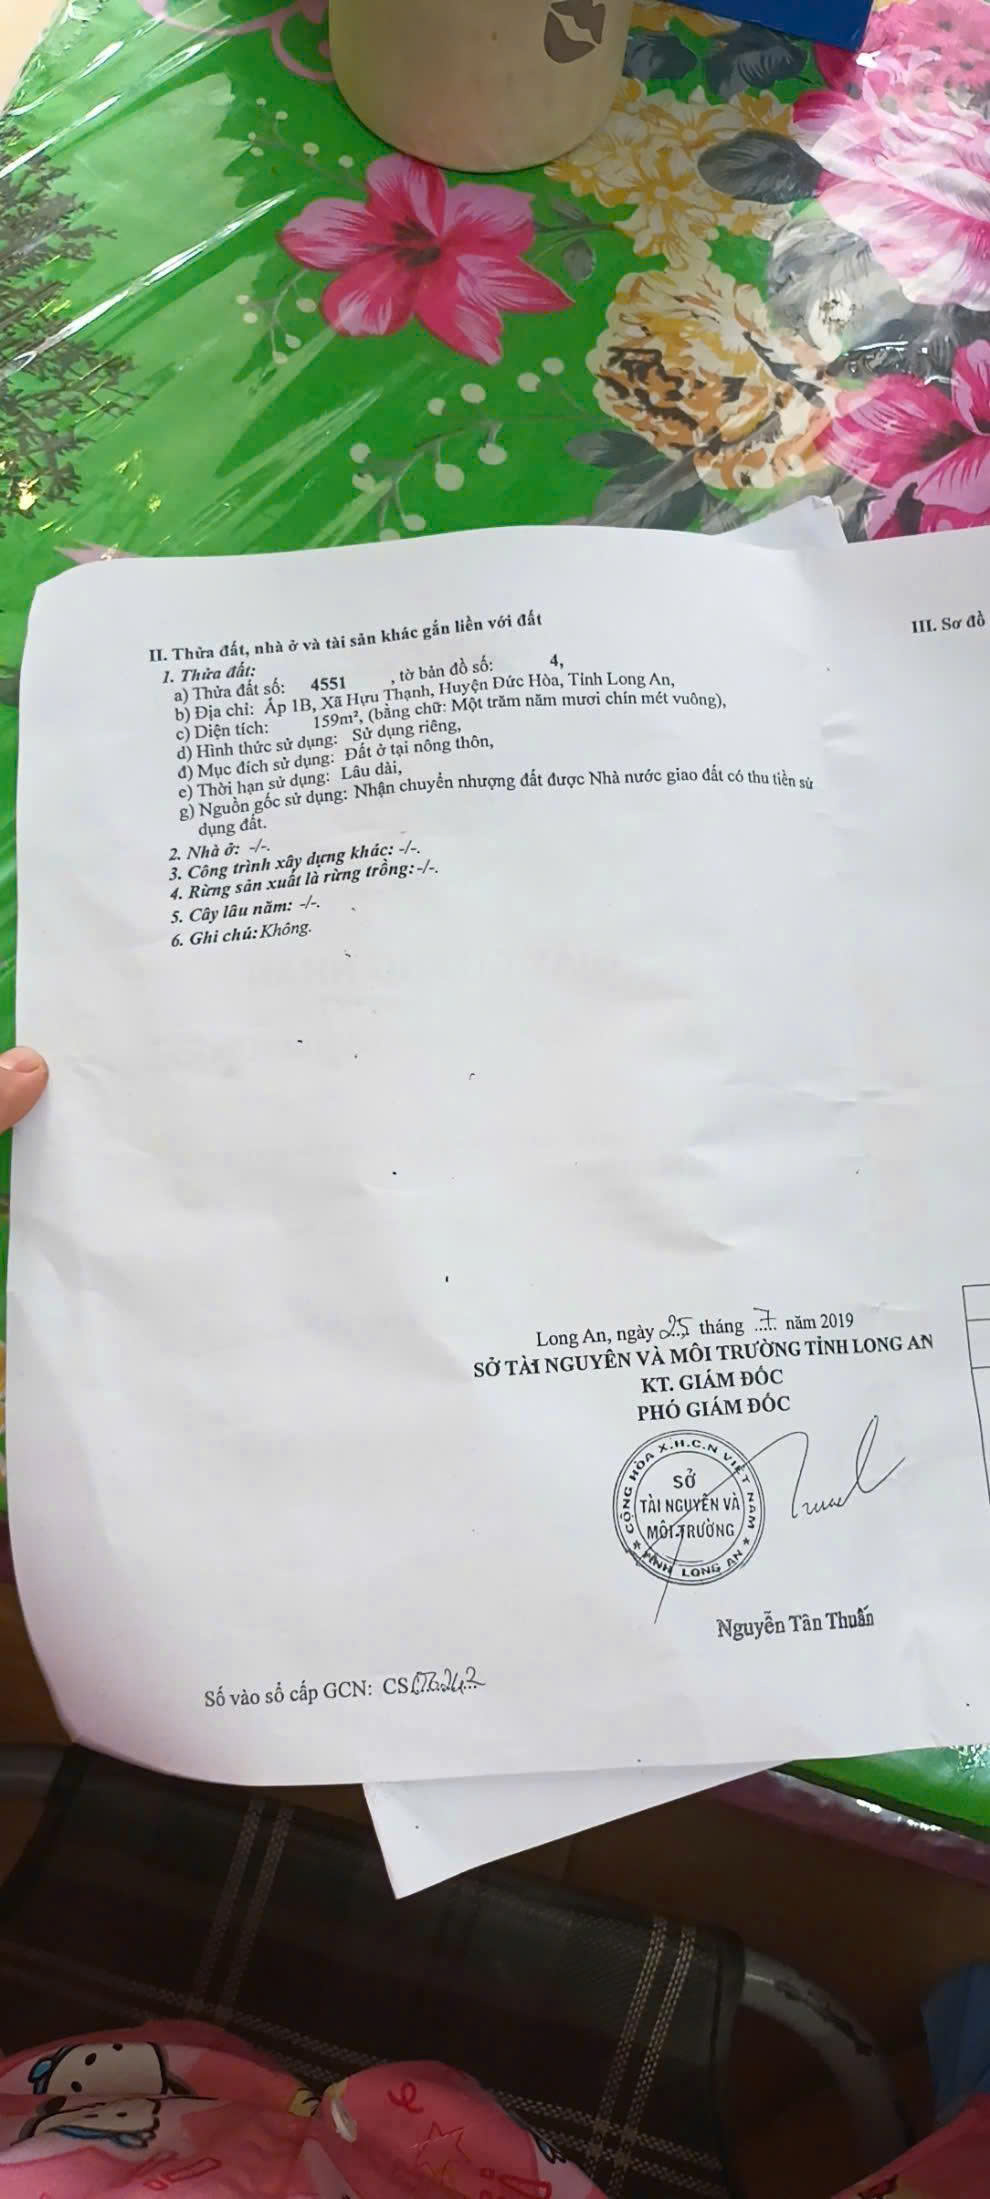 II. Thửa đất, nhà ở và tài sản khác gắn liền với đất
1. Thửa đất:
a) Thửa đất số: 4551 , tờ bản đồ số: 4,
b) Địa chỉ: Ấp 1B, Xã Hựu Thạnh, Huyện Đức Hòa, Tỉnh Long An,
c) Diện tích: 159m², (bằng chữ: Một trăm năm mươi chín mét vuông),
d) Hình thức sử dụng: Sử dụng riêng,
đ) Mục đích sử dụng: Đất ở tại nông thôn,
e) Thời hạn sử dụng: Lâu dài,
g) Nguồn gốc sử dụng: Nhận chuyển nhượng đất được Nhà nước giao đất có thu tiền sử
dụng đất.
2. Nhà ở: -/-.
3. Công trình xây dựng khác: -/-.
4. Rừng sản xuất là rừng trồng: -/-.
5. Cây lâu năm: -/-.
6. Ghi chú: Không.
III. Sơ đồ
Long An, ngày 25 tháng 7 năm 2019
SỞ TÀI NGUYÊN VÀ MÔI TRƯỜNG TỈNH LONG AN
KT. GIÁM ĐỐC
PHÓ GIÁM ĐỐC
CỘNG HÒA X.H.C.N VIỆT NAM
SỞ
TÀI NGUYÊN VÀ
MÔI TRƯỜNG
TỈNH LONG AN
Nguyễn Tân Thuấn
Số vào sổ cấp GCN: CS